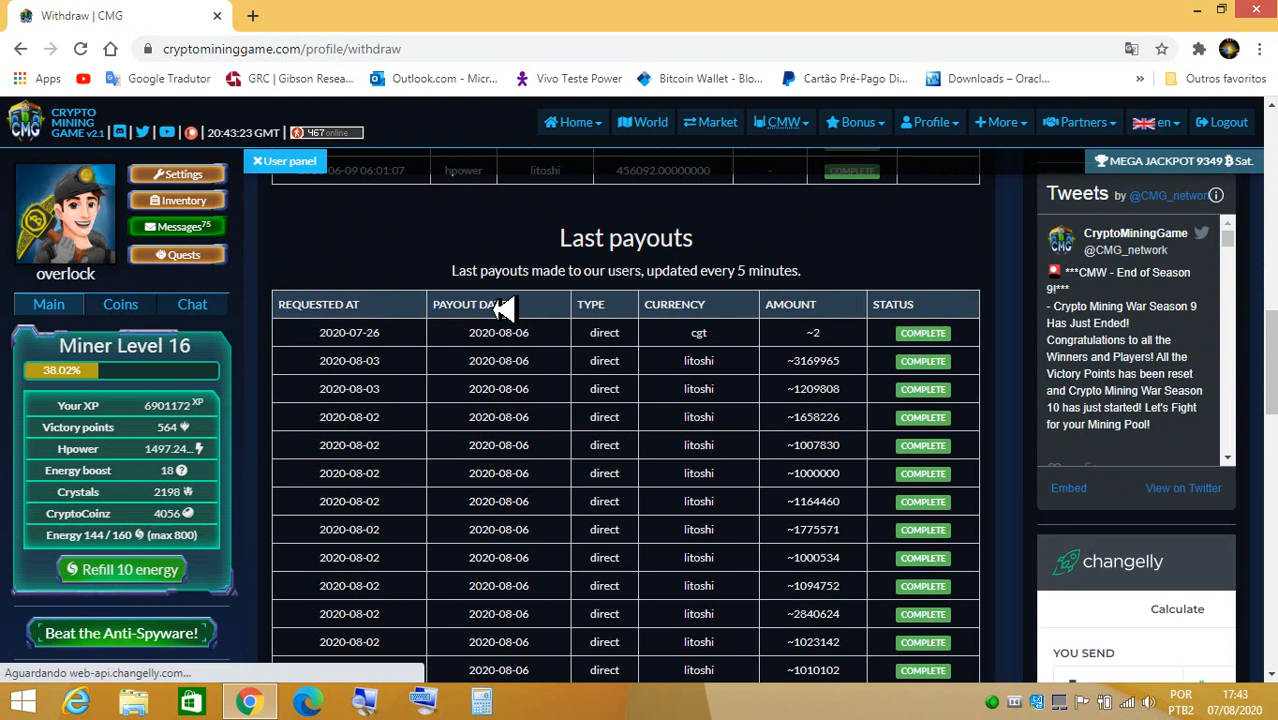 Withdraw | CMG
cryptomininggame.com/profile/withdraw
Apps
Google Tradutor
GRC | Gibson Resea...
Outlook.com - Micr...
Vivo Teste Power
Bitcoin Wallet - Blo...
Cartão Pré-Pago Di...
Downloads – Oracl...
»
Outros favoritos
CMG
CRYPTO
MINING
GAME v2.1
20:43:23 GMT
467 online
Home
World
Market
CMW
Bonus
Profile
More
Partners
en
Logout
User panel
MEGA JACKPOT 9349 Sat.
Settings
Inventory
Messages 75
Quests
overlock
Main Coins Chat
Miner Level 16
38.02%
Your XP 6901172 XP
Victory points 564
Hpower 1497.24...
Energy boost 18
Crystals 2198
CryptoCoinz 4056
Energy 144 / 160 (max 800)
Refill 10 energy
Beat the Anti-Spyware!
06-09 06:01:07 hpower litoshi 456092.00000000 - COMPLETE
Last payouts
Last payouts made to our users, updated every 5 minutes.
REQUESTED AT PAYOUT TYPE CURRENCY AMOUNT STATUS
2020-07-26 2020-08-06 direct cgt ~2 COMPLETE
2020-08-03 2020-08-06 direct litoshi ~3169965 COMPLETE
2020-08-03 2020-08-06 direct litoshi ~1209808 COMPLETE
2020-08-02 2020-08-06 direct litoshi ~1658226 COMPLETE
2020-08-02 2020-08-06 direct litoshi ~1007830 COMPLETE
2020-08-02 2020-08-06 direct litoshi ~1000000 COMPLETE
2020-08-02 2020-08-06 direct litoshi ~1164460 COMPLETE
2020-08-02 2020-08-06 direct litoshi ~1775571 COMPLETE
2020-08-02 2020-08-06 direct litoshi ~1000534 COMPLETE
2020-08-02 2020-08-06 direct litoshi ~1094752 COMPLETE
2020-08-02 2020-08-06 direct litoshi ~2840624 COMPLETE
2020-08-02 2020-08-06 direct litoshi ~1023142 COMPLETE
2020-08-02 2020-08-06 direct litoshi ~1010102 COMPLETE
Tweets by @CMG_networ
CryptoMiningGame
@CMG_network
***CMW - End of Season
9!***
- Crypto Mining War Season
9 Has Just Ended!
Congratulations to all the
Winners and Players! All the
Victory Points has been reset
and Crypto Mining War Season
10 has just started! Let's Fight
for your Mining Pool!
Embed View on Twitter
changelly
Calculate
YOU SEND
Aguardando web-api.changelly.com...
POR
PTB2
17:43
07/08/2020